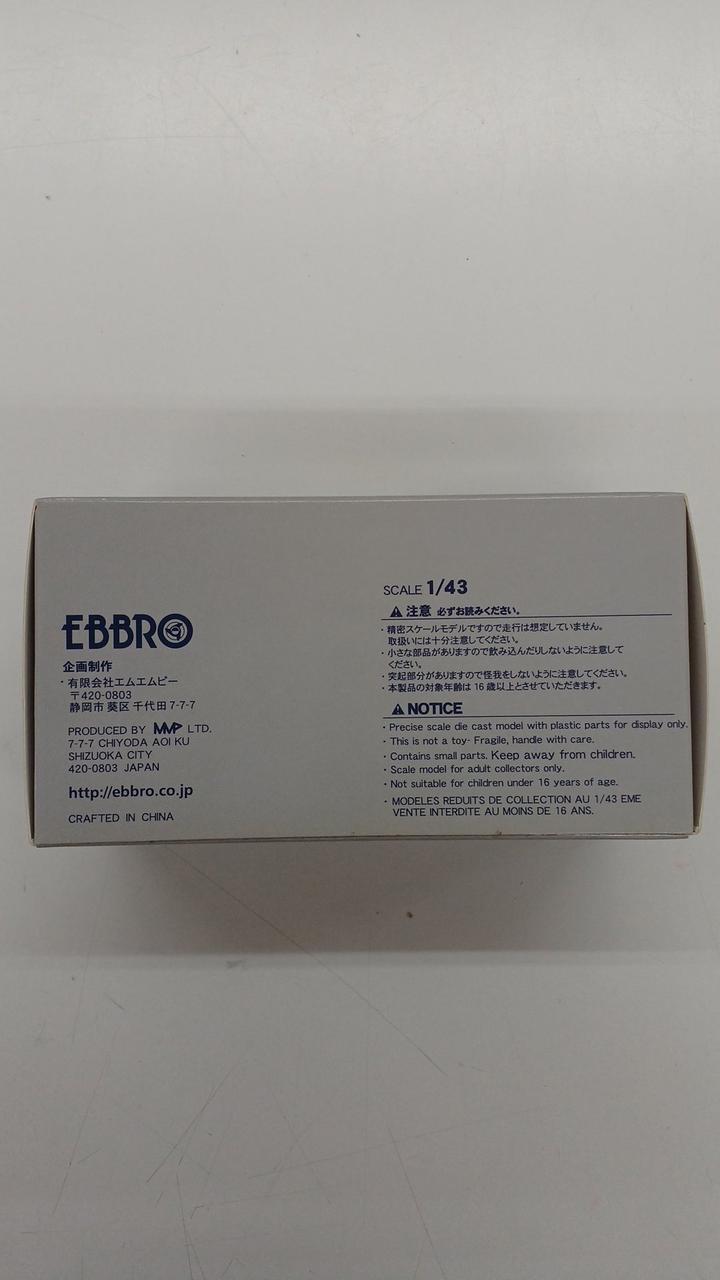 EBBRO
企画制作
・有限会社エムエムピー
〒420-0803
静岡市 葵区 千代田 7-7-7
PRODUCED BY MMP LTD.
7-7-7 CHIYODA AOI KU
SHIZUOKA CITY
420-0803 JAPAN
http://ebbro.co.jp
CRAFTED IN CHINA
SCALE 1/43
⚠ 注意 必ずお読みください。
・精密スケールモデルですので走行は想定していません。
取扱いには十分注意してください。
・小さな部品がありますので飲み込んだりしないように注意して
ください。
・突起部分がありますので怪我をしないように注意してください。
・本製品の対象年齢は 16 歳以上とさせていただきます。
⚠ NOTICE
・Precise scale die cast model with plastic parts for display only.
・This is not a toy- Fragile, handle with care.
・Contains small parts. Keep away from children.
・Scale model for adult collectors only.
・Not suitable for children under 16 years of age.
・MODELES REDUITS DE COLLECTION AU 1/43 EME
VENTE INTERDITE AU MOINS DE 16 ANS.